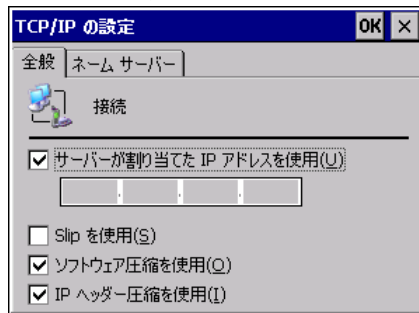 TCP/IP の設定 OK ×
全般 ネーム サーバー
接続
サーバーが割り当てた IP アドレスを使用(U)
Slip を使用(S)
ソフトウェア圧縮を使用(O)
IP ヘッダー圧縮を使用(I)